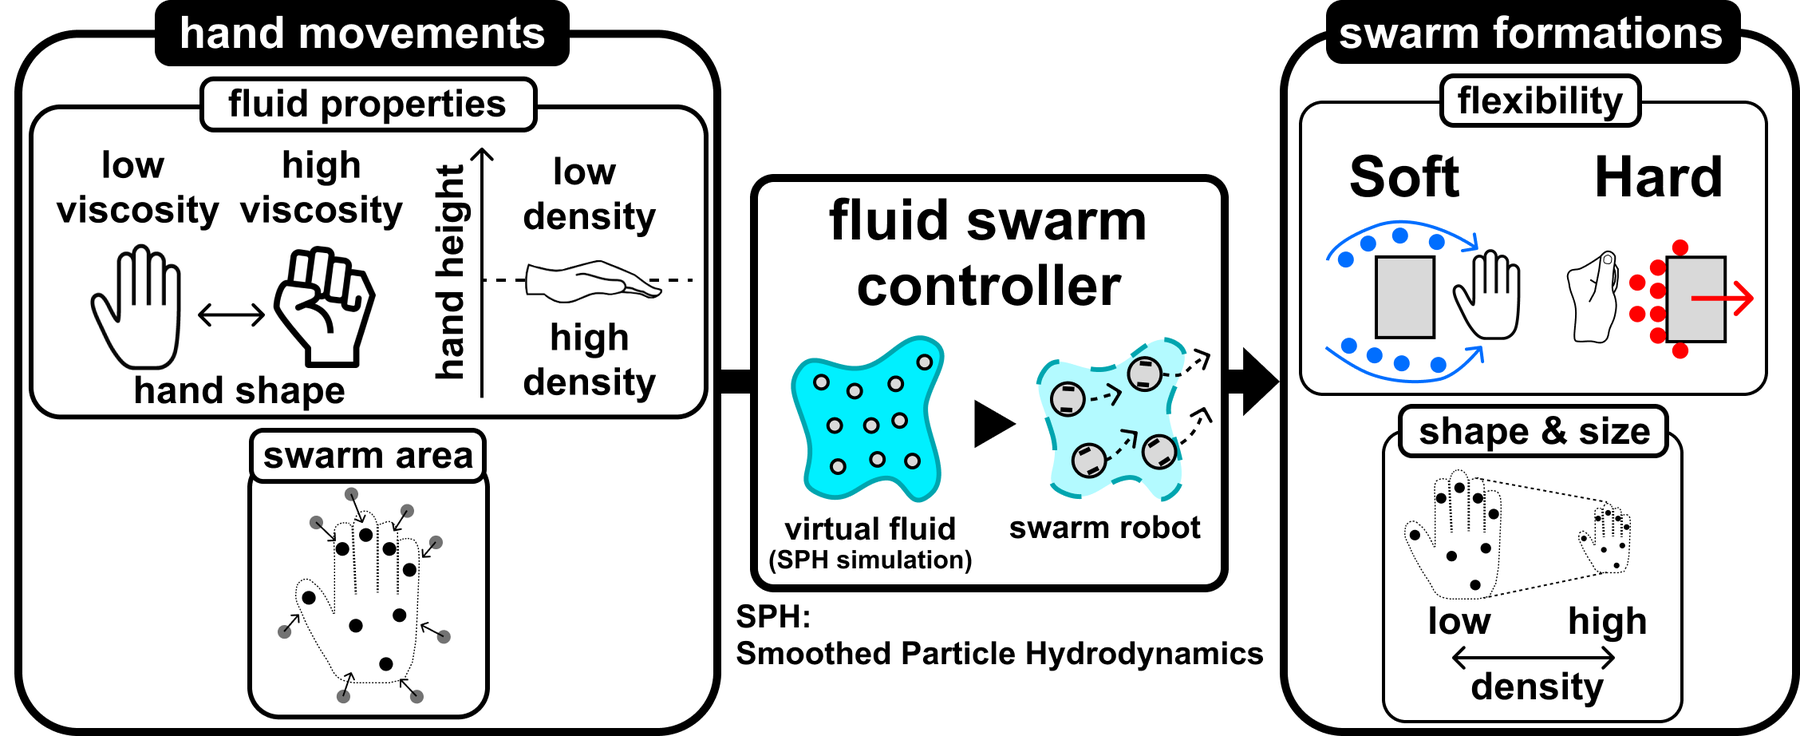 hand movements
fluid properties
low
viscosity
high
viscosity
hand shape
hand height
low
density
high
density
swarm area
fluid swarm
controller
virtual fluid
(SPH simulation)
swarm robot
SPH:
Smoothed Particle Hydrodynamics
swarm formations
flexibility
Soft
Hard
shape & size
low
high
density